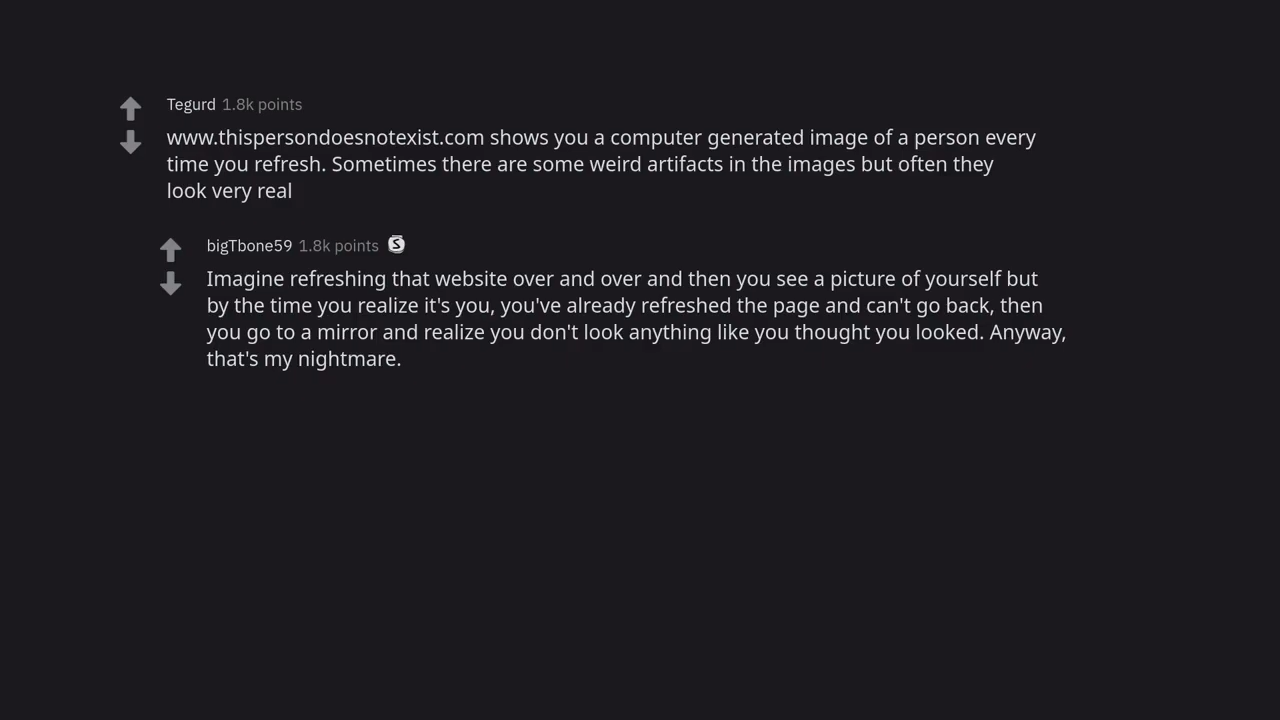 Tegurd 1.8k points
www.thispersondoesnotexist.com shows you a computer generated image of a person every
time you refresh. Sometimes there are some weird artifacts in the images but often they
look very real
bigTbone59 1.8k points S
Imagine refreshing that website over and over and then you see a picture of yourself but
by the time you realize it's you, you've already refreshed the page and can't go back, then
you go to a mirror and realize you don't look anything like you thought you looked. Anyway,
that's my nightmare.